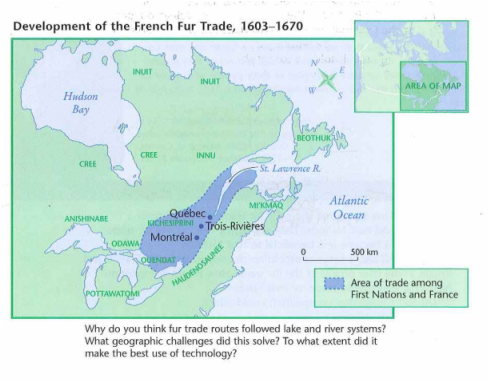 Development of the French Fur Trade, 1603–1670
INUIT
INUIT
N
E
W
S
AREA OF MAP
Hudson
Bay
BEOTHUK
CREE
CREE
INNU
St. Lawrence R.
MI'KMAQ
Atlantic
Ocean
Québec
ANISHINABE
KICHESIPRINI
Trois-Rivières
Montréal
ODAWA
OUENDAT
HAUDENOSAUNEE
POTTAWATOMI
0 500 km
Area of trade among
First Nations and France
Why do you think fur trade routes followed lake and river systems?
What geographic challenges did this solve? To what extent did it
make the best use of technology?